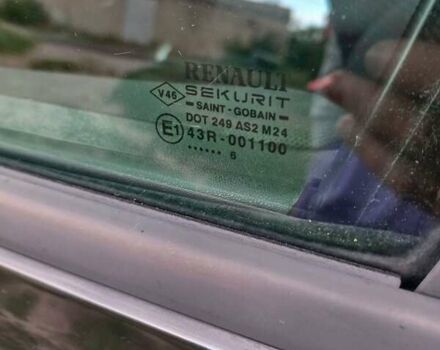 RENAULT
V46 SEKURIT
SAINT-GOBAIN
DOT 249 AS2 M24
E1 43R-001100
...... 6